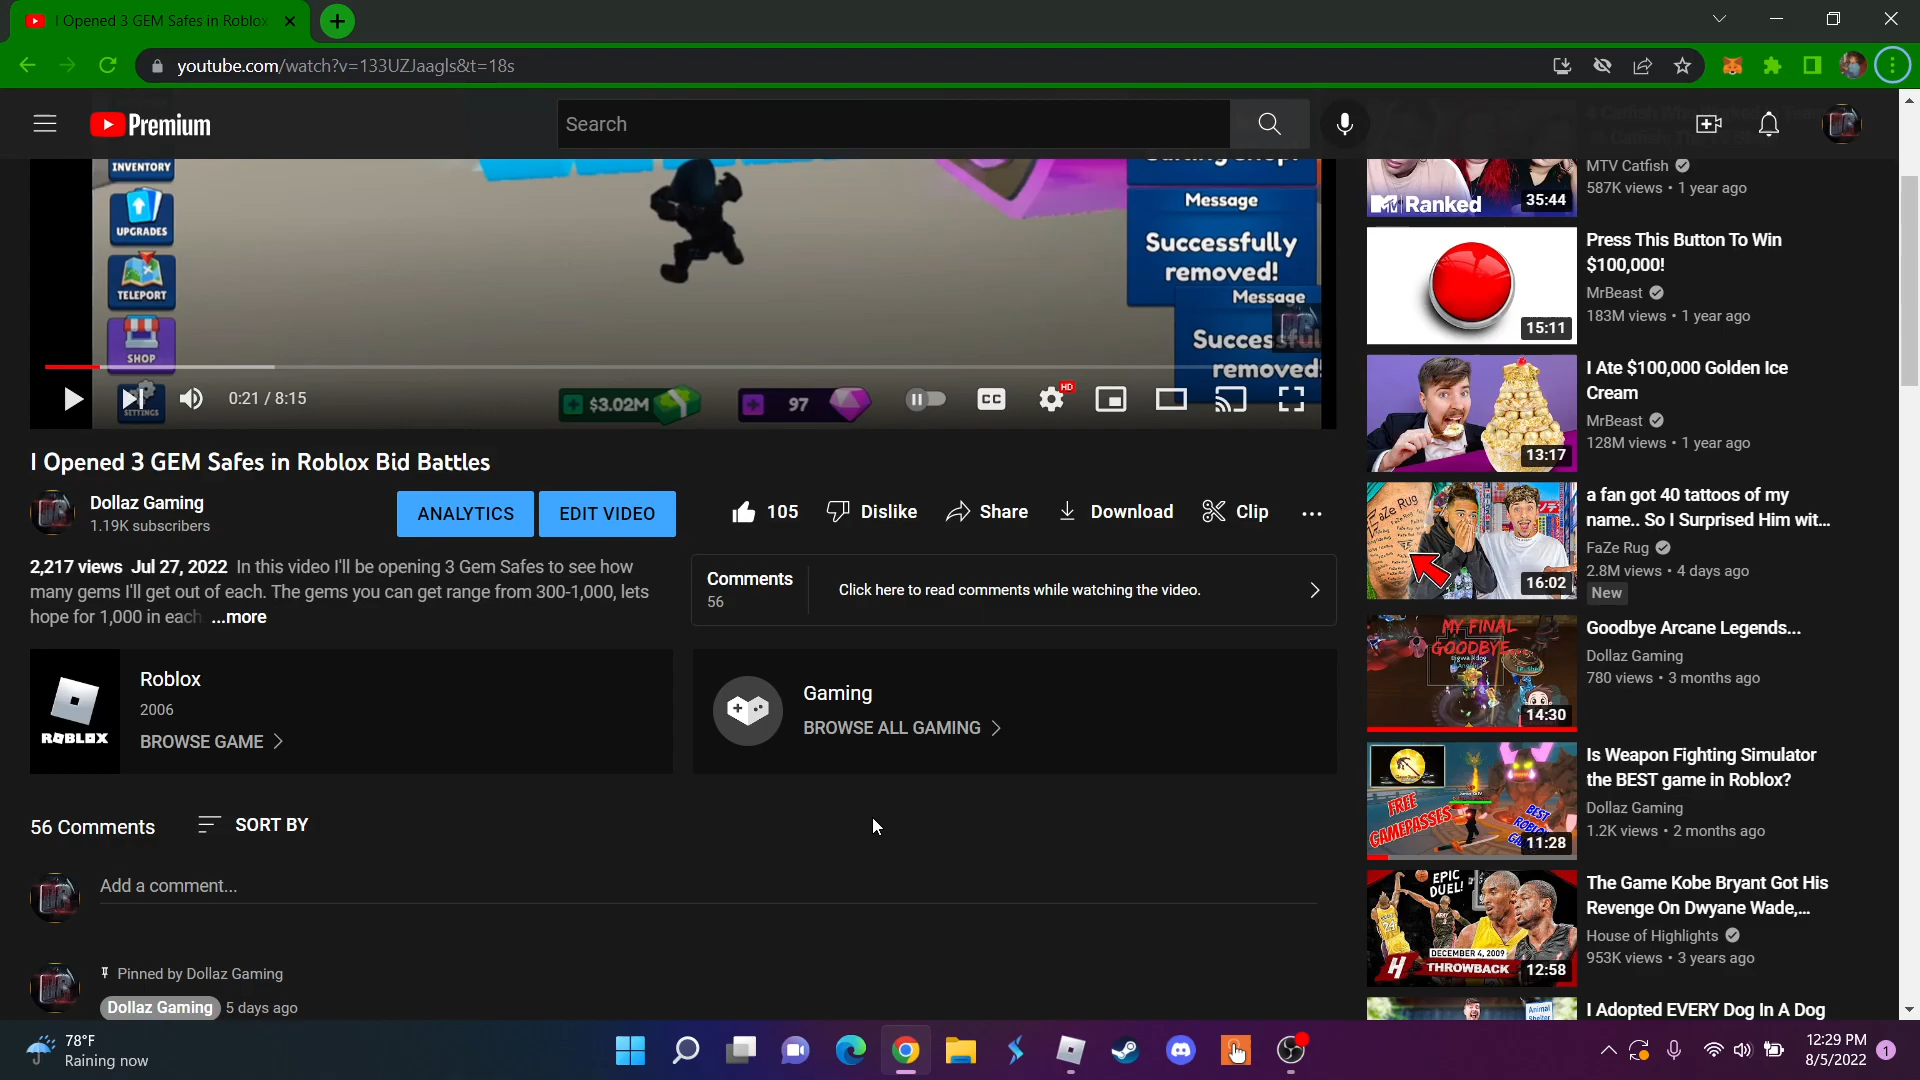 I Opened 3 GEM Safes in Roblox
youtube.com/watch?v=133UZJaagls&t=18s
Premium
Search
INVENTORY
UPGRADES
TELEPORT
SHOP
SETTINGS
Message
Successfully
removed!
Message
Successful
removed!
0:21 / 8:15
$3.02M
97
CC
HD
I Opened 3 GEM Safes in Roblox Bid Battles
Dollaz Gaming
1.19K subscribers
ANALYTICS
EDIT VIDEO
105
Dislike
Share
Download
Clip
2,217 views Jul 27, 2022 In this video I'll be opening 3 Gem Safes to see how
many gems I'll get out of each. The gems you can get range from 300-1,000, lets
hope for 1,000 in each ...more
Comments
56
Click here to read comments while watching the video.
ROBLOX
Roblox
2006
BROWSE GAME
Gaming
BROWSE ALL GAMING
56 Comments
SORT BY
Add a comment...
Pinned by Dollaz Gaming
Dollaz Gaming 5 days ago
MTV Catfish
587K views • 1 year ago
Ranked
35:44
Press This Button To Win
$100,000!
MrBeast
183M views • 1 year ago
15:11
I Ate $100,000 Golden Ice
Cream
MrBeast
128M views • 1 year ago
13:17
a fan got 40 tattoos of my
name.. So I Surprised Him wit...
FaZe Rug
2.8M views • 4 days ago
New
FaZe Rug
16:02
Goodbye Arcane Legends...
Dollaz Gaming
780 views • 3 months ago
MY FINAL
GOODBYE
14:30
Is Weapon Fighting Simulator
the BEST game in Roblox?
Dollaz Gaming
1.2K views • 2 months ago
FREE
GAMEPASSES
BEST
11:28
The Game Kobe Bryant Got His
Revenge On Dwyane Wade,...
House of Highlights
953K views • 3 years ago
EPIC
DUEL!
DECEMBER 4, 2009
THROWBACK
12:58
I Adopted EVERY Dog In A Dog
Animal
Shelter
78°F
Raining now
12:29 PM
8/5/2022
1